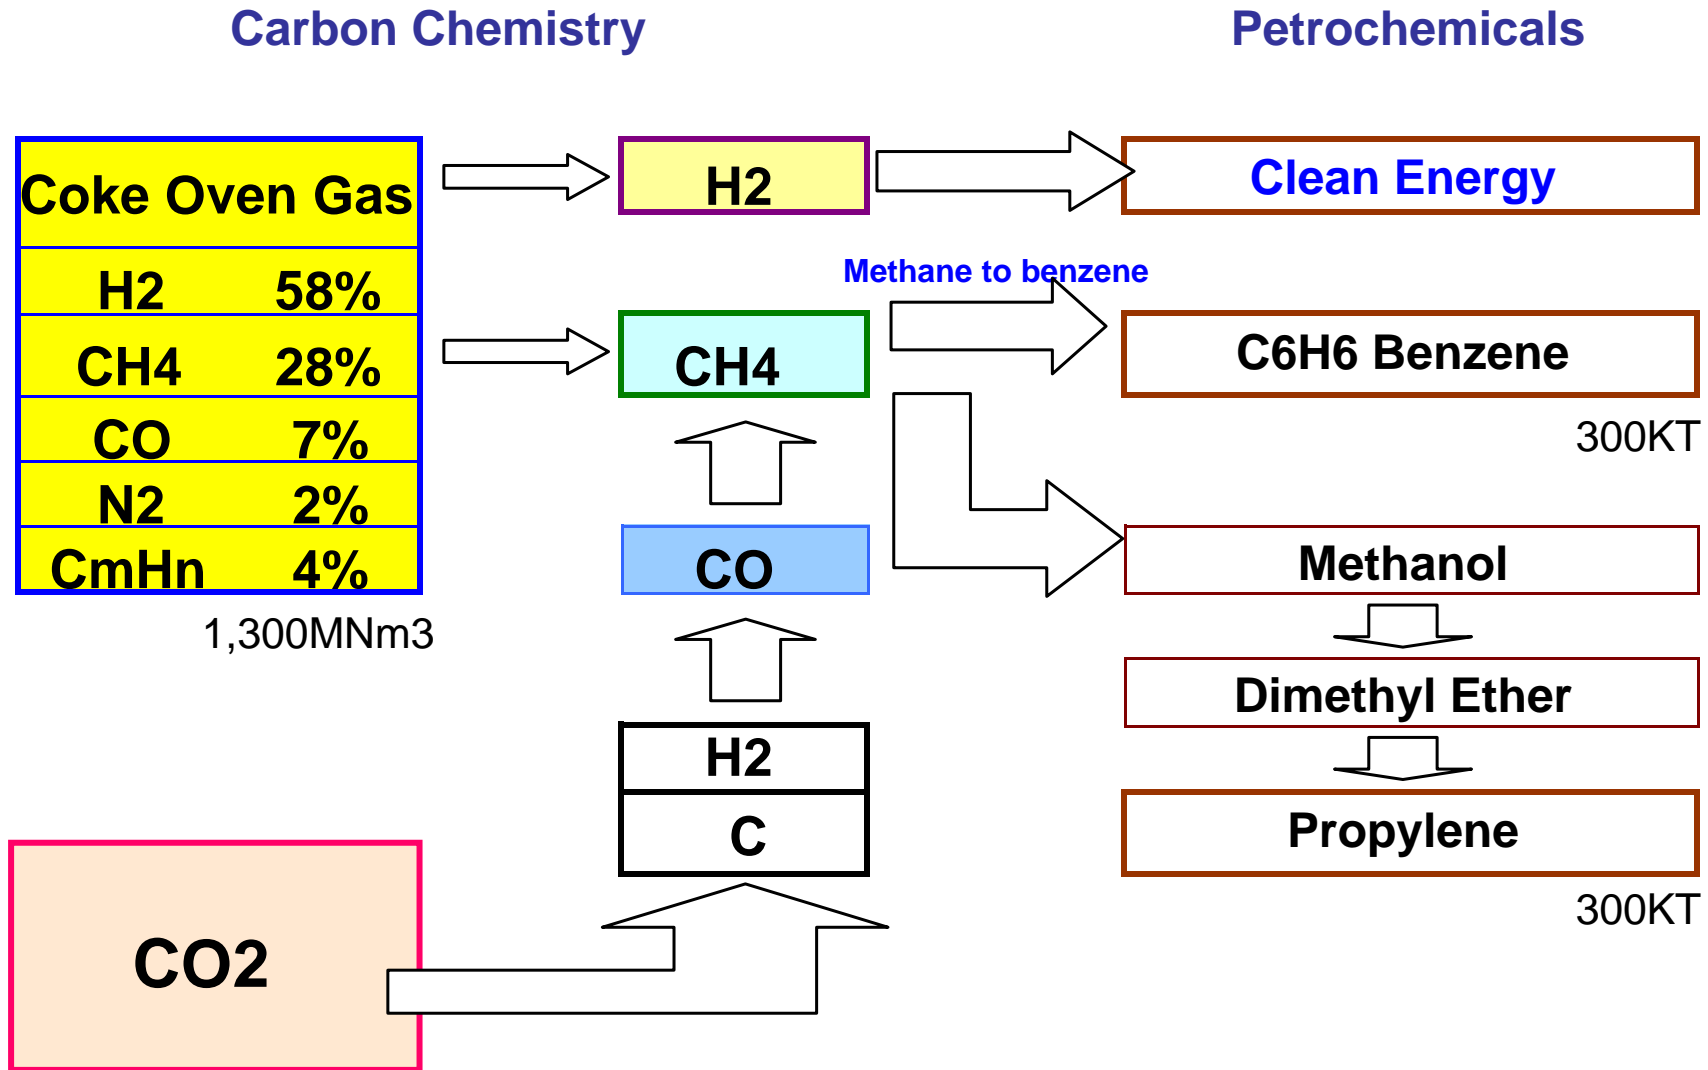 Carbon Chemistry
Petrochemicals
Coke Oven Gas
H2 58%
CH4 28%
CO 7%
N2 2%
CmHn 4%
1,300MNm3
CO2
H2
CH4
CO
H2
C
Methane to benzene
Clean Energy
C6H6 Benzene
300KT
Methanol
Dimethyl Ether
Propylene
300KT